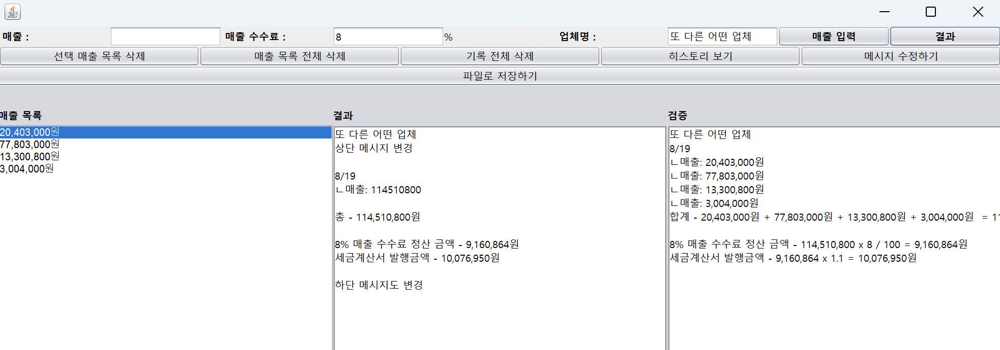 매출 : 매출 수수료 : 8 % 업체명 : 또 다른 어떤 업체 매출 입력 결과
선택 매출 목록 삭제 매출 목록 전체 삭제 기록 전체 삭제 히스토리 보기 메시지 수정하기
파일로 저장하기
매출 목록
20,403,000원
77,803,000원
13,300,800원
3,004,000원
결과
또 다른 어떤 업체
상단 메시지 변경
8/19
ㄴ매출: 114510800
총 - 114,510,800원
8% 매출 수수료 정산 금액 - 9,160,864원
세금계산서 발행금액 - 10,076,950원
하단 메시지도 변경
검증
또 다른 어떤 업체
8/19
ㄴ매출: 20,403,000원
ㄴ매출: 77,803,000원
ㄴ매출: 13,300,800원
ㄴ매출: 3,004,000원
합계 - 20,403,000원 + 77,803,000원 + 13,300,800원 + 3,004,000원 = 11
8% 매출 수수료 정산 금액 - 114,510,800 x 8 / 100 = 9,160,864원
세금계산서 발행금액 - 9,160,864 x 1.1 = 10,076,950원